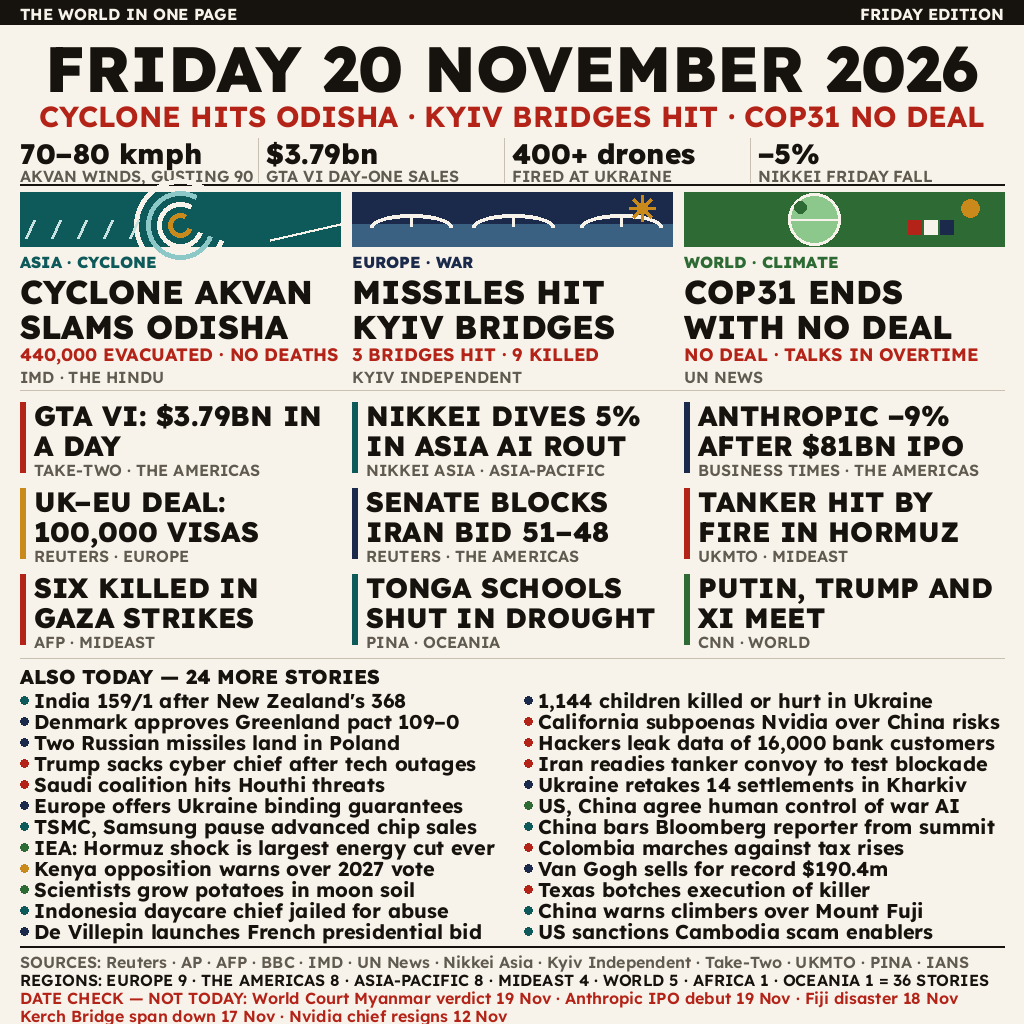 THE WORLD IN ONE PAGE
FRIDAY EDITION
FRIDAY 20 NOVEMBER 2026
CYCLONE HITS ODISHA · KYIV BRIDGES HIT · COP31 NO DEAL
70–80 kmph
AKVAN WINDS, GUSTING 90
$3.79bn
GTA VI DAY-ONE SALES
400+ drones
FIRED AT UKRAINE
–5%
NIKKEI FRIDAY FALL
ASIA · CYCLONE
CYCLONE AKVAN
SLAMS ODISHA
440,000 EVACUATED · NO DEATHS
IMD · THE HINDU
EUROPE · WAR
MISSILES HIT
KYIV BRIDGES
3 BRIDGES HIT · 9 KILLED
KYIV INDEPENDENT
WORLD · CLIMATE
COP31 ENDS
WITH NO DEAL
NO DEAL · TALKS IN OVERTIME
UN NEWS
GTA VI: $3.79BN IN
A DAY
TAKE-TWO · THE AMERICAS
NIKKEI DIVES 5%
IN ASIA AI ROUT
NIKKEI ASIA · ASIA-PACIFIC
ANTHROPIC –9%
AFTER $81BN IPO
BUSINESS TIMES · THE AMERICAS
UK–EU DEAL:
100,000 VISAS
REUTERS · EUROPE
SENATE BLOCKS
IRAN BID 51–48
REUTERS · THE AMERICAS
TANKER HIT BY
FIRE IN HORMUZ
UKMTO · MIDEAST
SIX KILLED IN
GAZA STRIKES
AFP · MIDEAST
TONGA SCHOOLS
SHUT IN DROUGHT
PINA · OCEANIA
PUTIN, TRUMP AND
XI MEET
CNN · WORLD
ALSO TODAY — 24 MORE STORIES
India 159/1 after New Zealand's 368
Denmark approves Greenland pact 109–0
Two Russian missiles land in Poland
Trump sacks cyber chief after tech outages
Saudi coalition hits Houthi threats
Europe offers Ukraine binding guarantees
TSMC, Samsung pause advanced chip sales
IEA: Hormuz shock is largest energy cut ever
Kenya opposition warns over 2027 vote
Scientists grow potatoes in moon soil
Indonesia daycare chief jailed for abuse
De Villepin launches French presidential bid
1,144 children killed or hurt in Ukraine
California subpoenas Nvidia over China risks
Hackers leak data of 16,000 bank customers
Iran readies tanker convoy to test blockade
Ukraine retakes 14 settlements in Kharkiv
US, China agree human control of war AI
China bars Bloomberg reporter from summit
Colombia marches against tax rises
Van Gogh sells for record $190.4m
Texas botches execution of killer
China warns climbers over Mount Fuji
US sanctions Cambodia scam enablers
SOURCES: Reuters · AP · AFP · BBC · IMD · UN News · Nikkei Asia · Kyiv Independent · Take-Two · UKMTO · PINA · IANS
REGIONS: EUROPE 9 · THE AMERICAS 8 · ASIA-PACIFIC 8 · MIDEAST 4 · WORLD 5 · AFRICA 1 · OCEANIA 1 = 36 STORIES
DATE CHECK — NOT TODAY: World Court Myanmar verdict 19 Nov · Anthropic IPO debut 19 Nov · Fiji disaster 18 Nov
Kerch Bridge span down 17 Nov · Nvidia chief resigns 12 Nov